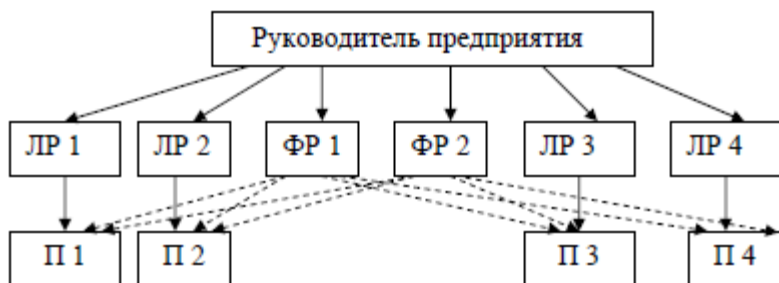 Руководитель предприятия
ЛР 1 ЛР 2 ФР 1 ФР 2 ЛР 3 ЛР 4
П 1 П 2 П 3 П 4